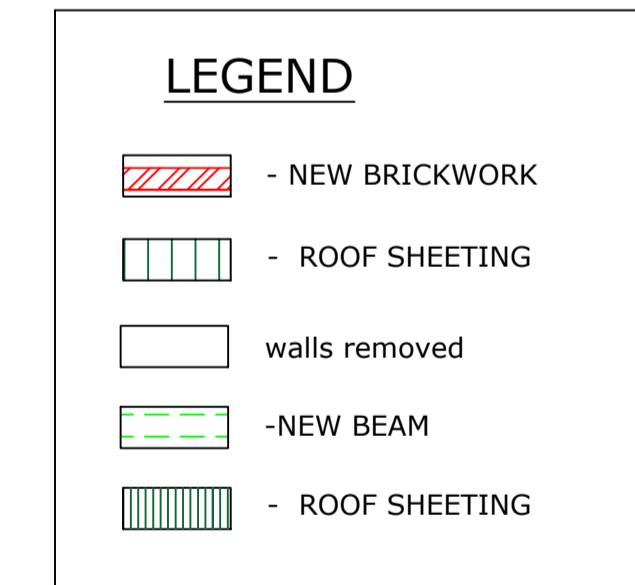 LEGEND
- NEW BRICKWORK
- ROOF SHEETING
walls removed
-NEW BEAM
- ROOF SHEETING